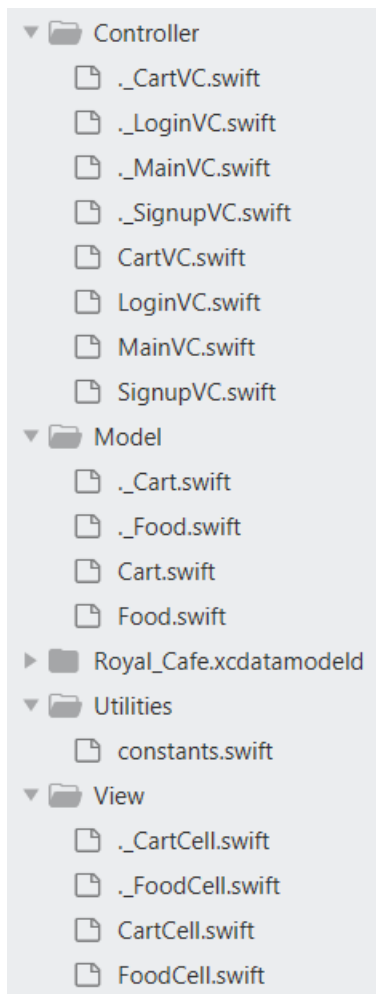 Controller
._CartVC.swift
._LoginVC.swift
._MainVC.swift
._SignupVC.swift
CartVC.swift
LoginVC.swift
MainVC.swift
SignupVC.swift
Model
._Cart.swift
._Food.swift
Cart.swift
Food.swift
Royal_Cafe.xcdatamodeld
Utilities
constants.swift
View
._CartCell.swift
._FoodCell.swift
CartCell.swift
FoodCell.swift